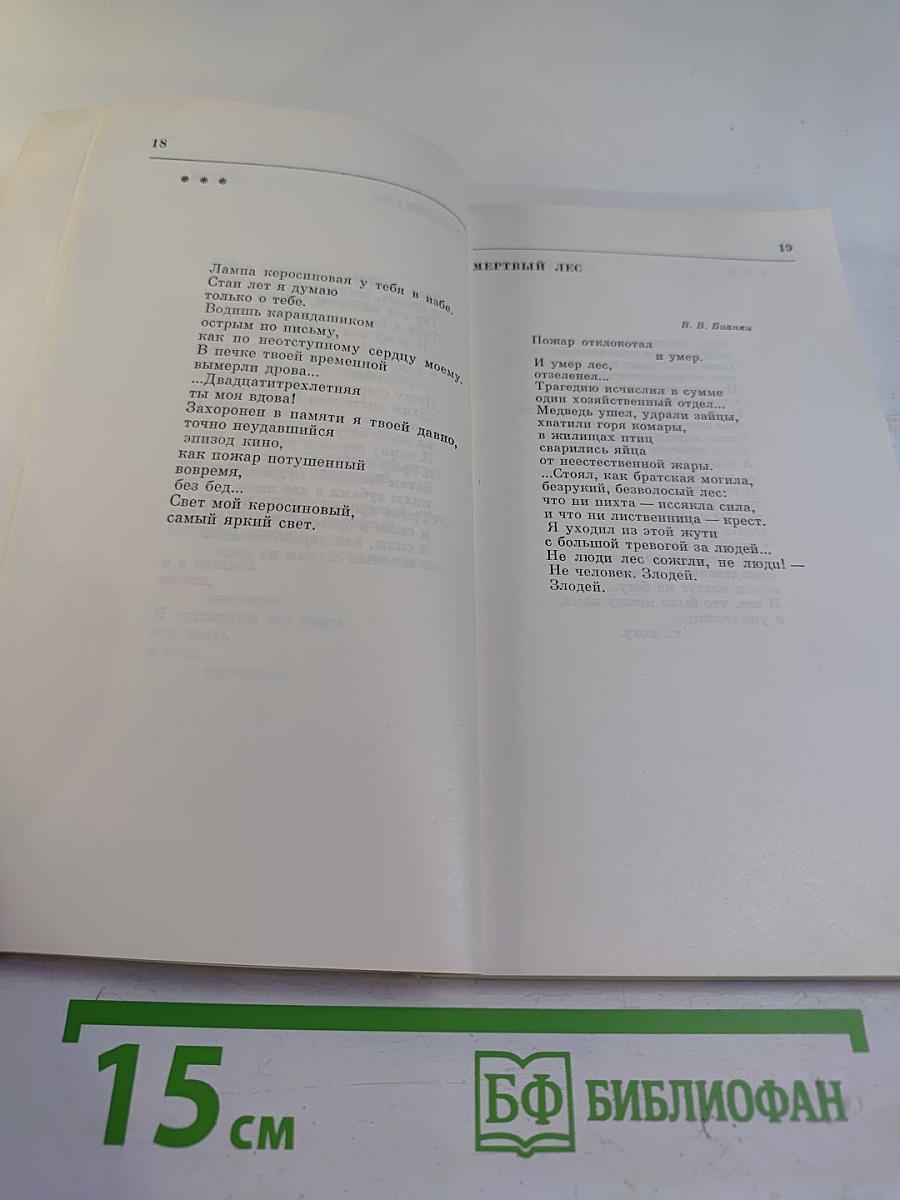 18
* * *
Лампа керосиновая у тебя в избе.
Стан лет я думаю
только о тебе.
Водишь карандашиком
острым по письму,
как по неотступному сердцу моему.
В печке твоей временной
вымерли дрова...
...Двадцатитрехлетняя
ты моя вдова!
Захоронен в памяти я твоей давно,
точно неудавшийся
эпизод кино,
как пожар потушенный
вовремя,
без бед...
Свет мой керосиновый,
самый яркий свет.
19
МЕРТВЫЙ ЛЕС
В. В. Бианки
Пожар отклокотал
и умер.
И умер лес,
отзеленел...
Трагедию исчислил в сумме
один хозяйственный отдел...
Медведь ушел, удрали зайцы,
хватили горя комары,
в жилищах птиц
сварились яйца
от неестественной жары.
...Стоял, как братская могила,
безрукий, безволосый лес:
что ни пихта — иссякла сила,
и что ни лиственница — крест.
Я уходил из этой жути
с большой тревогой за людей...
Не люди лес сожгли, не люди! —
Не человек. Злодей.
Злодей.
15 см
БФ БИБЛИОФАН